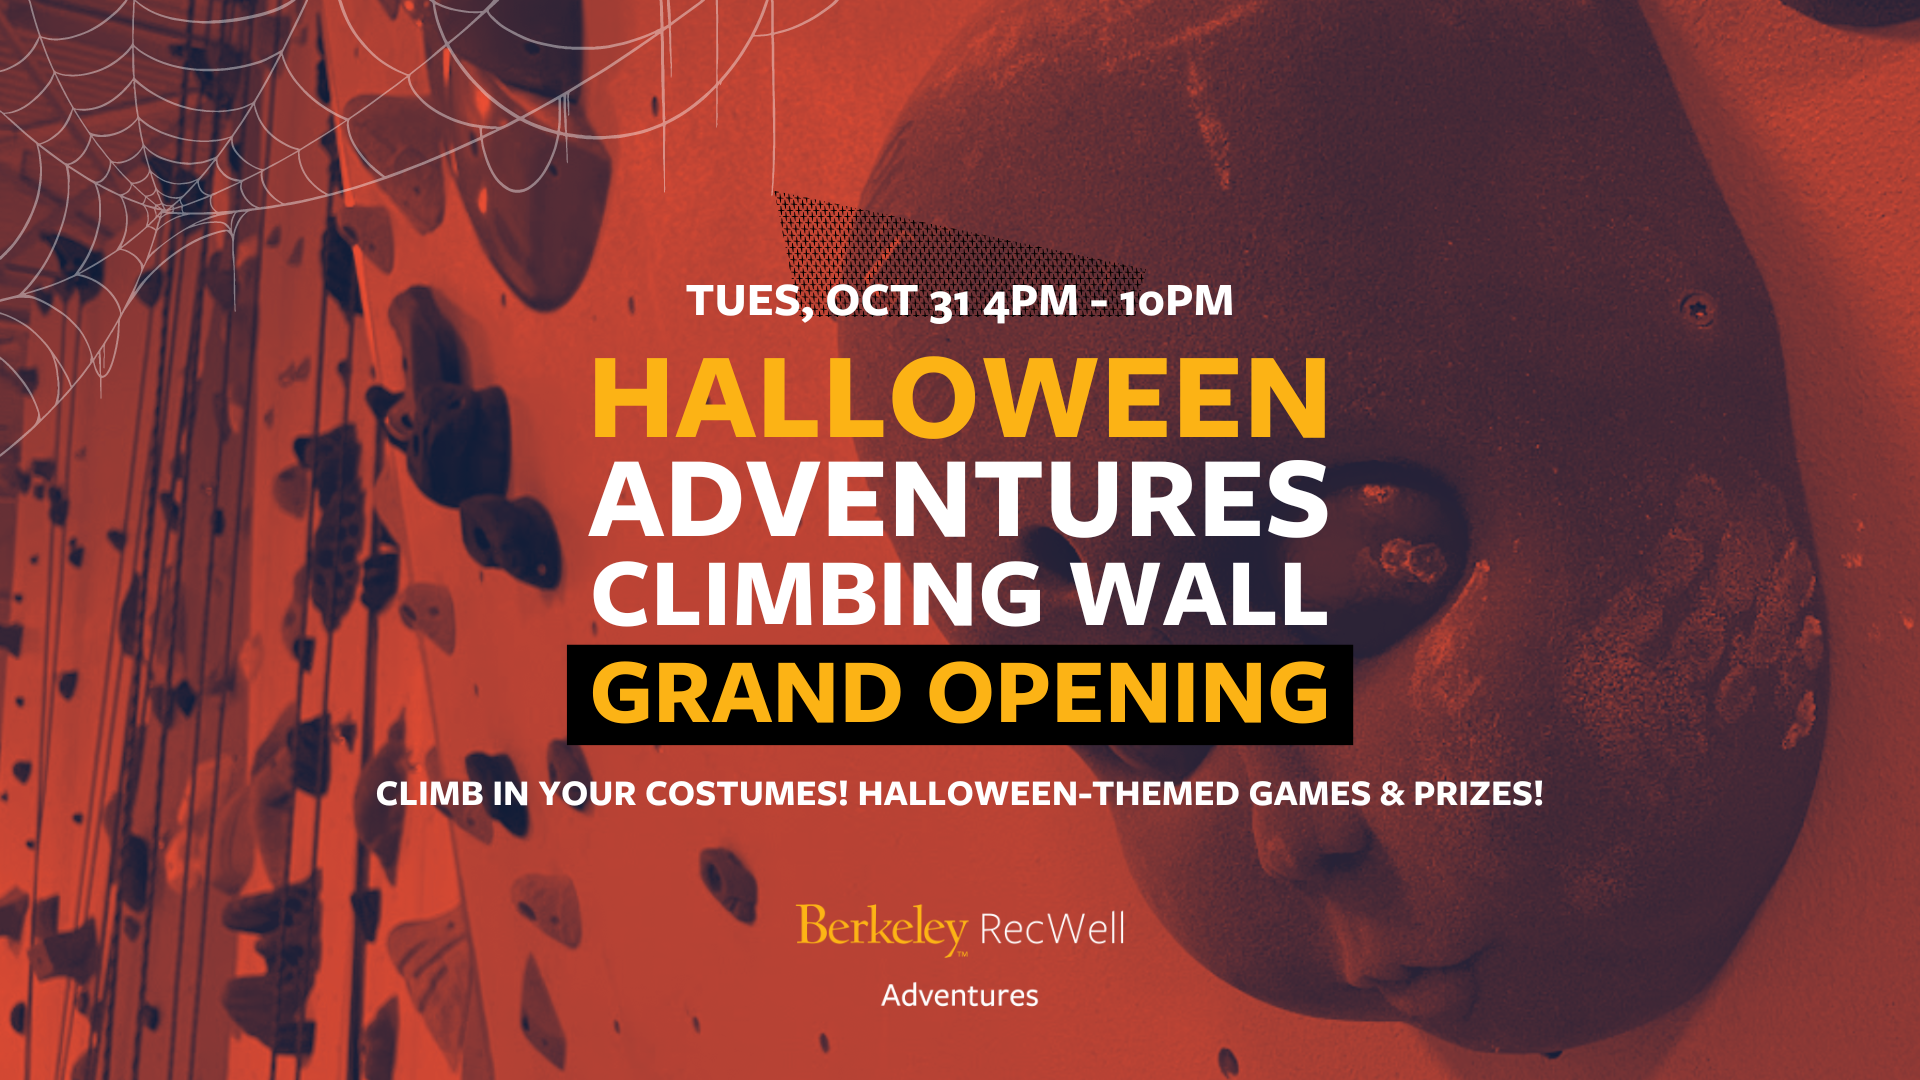 TUES, OCT 31 4PM - 10PM
HALLOWEEN
ADVENTURES
CLIMBING WALL
GRAND OPENING
CLIMB IN YOUR COSTUMES! HALLOWEEN-THEMED GAMES & PRIZES!
Berkeley™ RecWell
Adventures